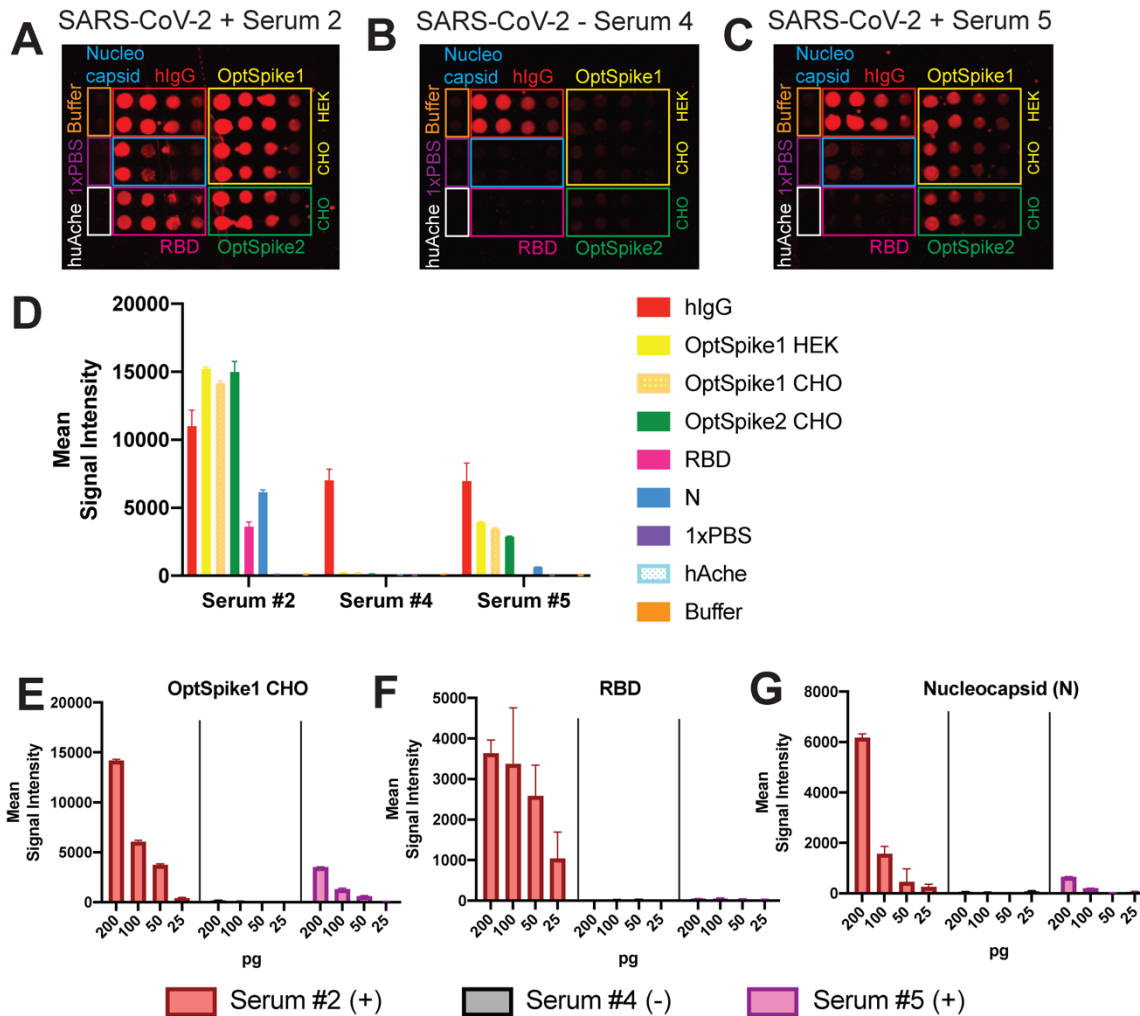 A
SARS-CoV-2 + Serum 2
Nucleo
capsid
hIgG
OptSpike1
Buffer
1xPBS
huAche
HEK
CHO
CHO
RBD
OptSpike2
B
SARS-CoV-2 - Serum 4
Nucleo
capsid
hIgG
OptSpike1
Buffer
1xPBS
huAche
HEK
CHO
CHO
RBD
OptSpike2
C
SARS-CoV-2 + Serum 5
Nucleo
capsid
hIgG
OptSpike1
Buffer
1xPBS
huAche
HEK
CHO
CHO
RBD
OptSpike2
D
Mean
Signal Intensity
20000
15000
10000
5000
0
Serum #2
Serum #4
Serum #5
hIgG
OptSpike1 HEK
OptSpike1 CHO
OptSpike2 CHO
RBD
N
1xPBS
hAche
Buffer
E
OptSpike1 CHO
Mean
Signal Intensity
20000
15000
10000
5000
0
200 100 50 25 200 100 50 25 200 100 50 25
pg
F
RBD
Mean
Signal Intensity
5000
4000
3000
2000
1000
0
200 100 50 25 200 100 50 25 200 100 50 25
pg
G
Nucleocapsid (N)
Mean
Signal Intensity
8000
6000
4000
2000
0
200 100 50 25 200 100 50 25 200 100 50 25
pg
Serum #2 (+)
Serum #4 (-)
Serum #5 (+)